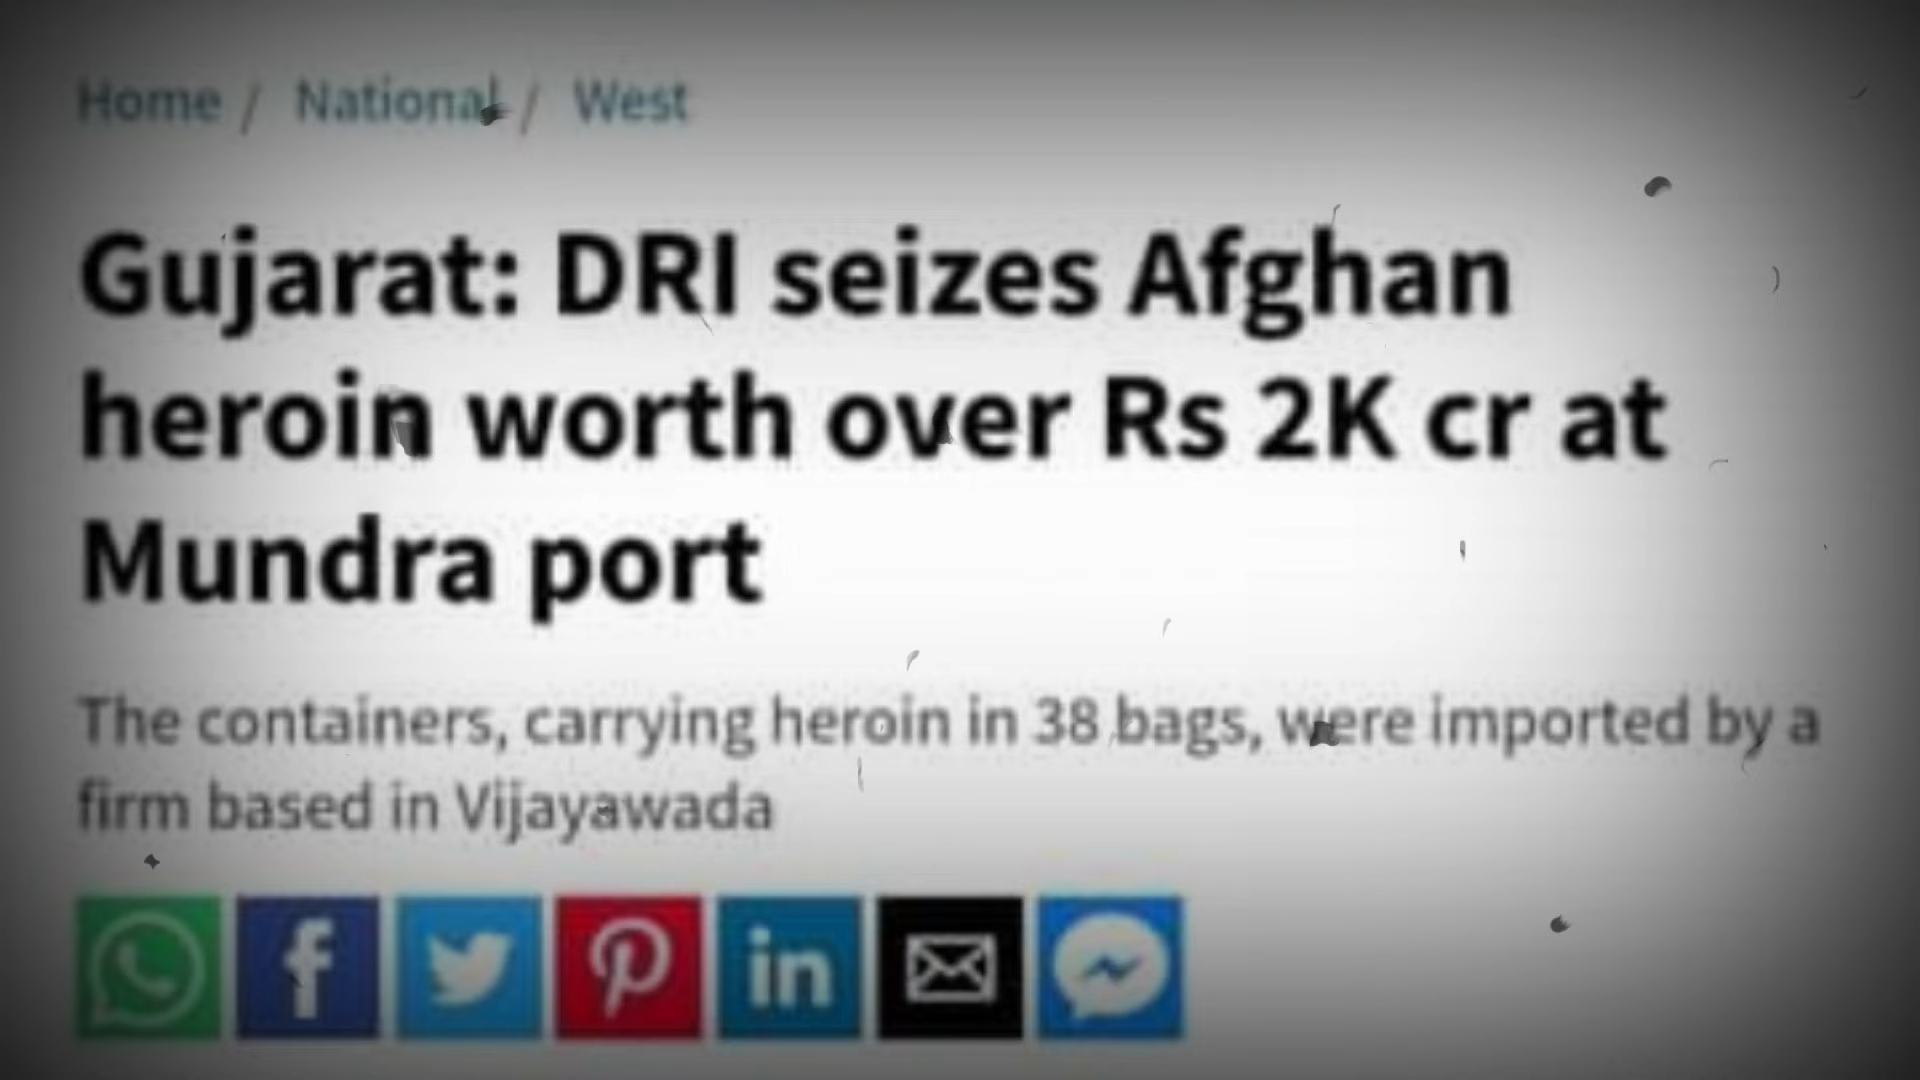 Home / National / West
Gujarat: DRI seizes Afghan
heroin worth over Rs 2K cr at
Mundra port
The containers, carrying heroin in 38 bags, were imported by a
firm based in Vijayawada